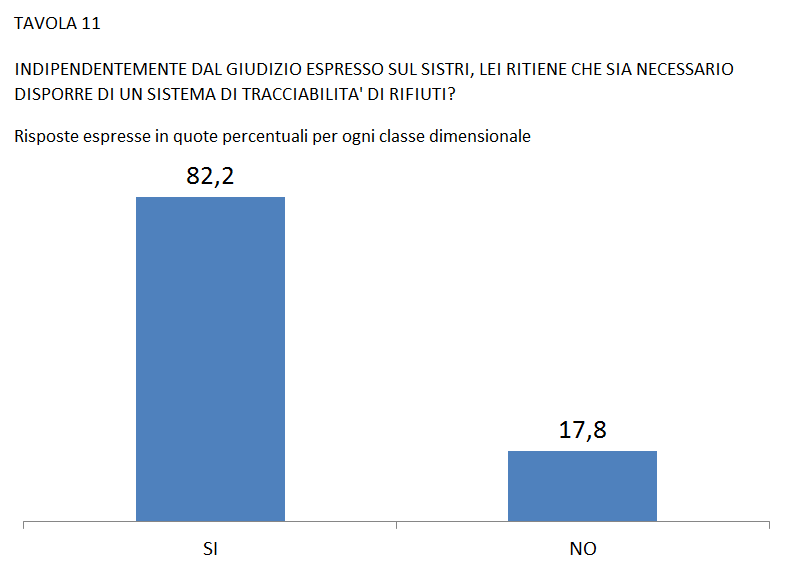 TAVOLA 11
INDIPENDENTEMENTE DAL GIUDIZIO ESPRESSO SUL SISTRI, LEI RITIENE CHE SIA NECESSARIO
DISPORRE DI UN SISTEMA DI TRACCIABILITA' DI RIFIUTI?
Risposte espresse in quote percentuali per ogni classe dimensionale
82,2
17,8
SI
NO